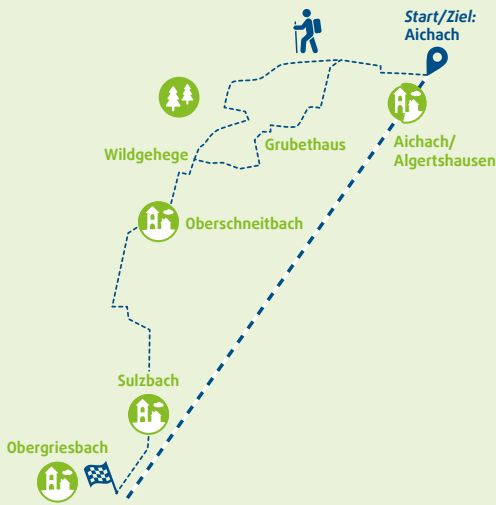 Start/Ziel:
Aichach
Aichach/
Algertshausen
Grubethaus
Wildgehege
Oberschneitbach
Sulzbach
Obergriesbach